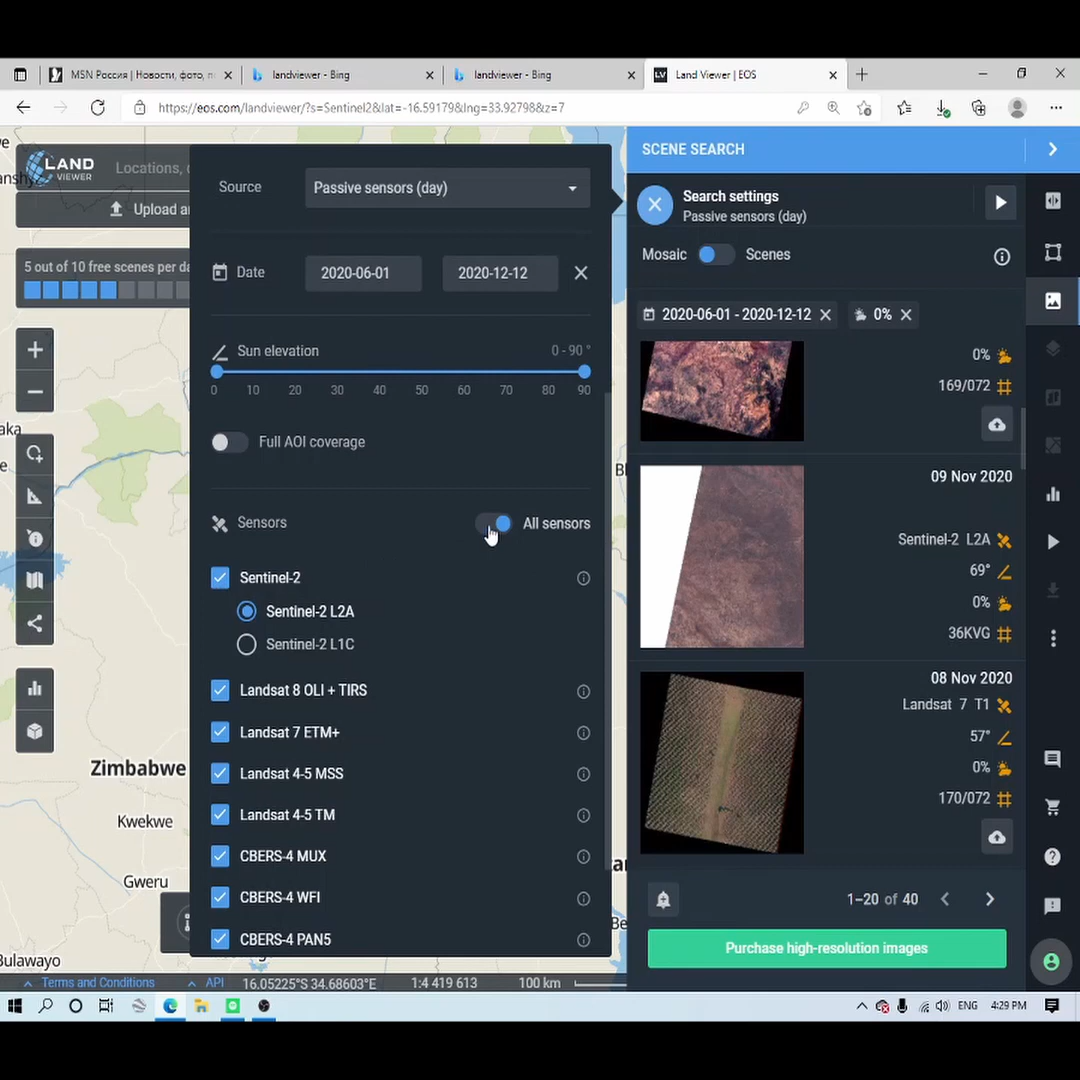 MSN Россия | Новости, фото, п
landviewer - Bing
landviewer - Bing
LV Land Viewer | EOS
https://eos.com/landviewer/?s=Sentinel2&lat=-16.59179&lng=33.92798&z=7
LAND
VIEWER
Locations, c
Upload a
5 out of 10 free scenes per da
Source
Passive sensors (day)
Date
2020-06-01
2020-12-12
Sun elevation
0 - 90 °
0 10 20 30 40 50 60 70 80 90
Full AOI coverage
Sensors
All sensors
Sentinel-2
Sentinel-2 L2A
Sentinel-2 L1C
Landsat 8 OLI + TIRS
Landsat 7 ETM+
Landsat 4-5 MSS
Landsat 4-5 TM
CBERS-4 MUX
CBERS-4 WFI
CBERS-4 PAN5
SCENE SEARCH
Search settings
Passive sensors (day)
Mosaic
Scenes
2020-06-01 - 2020-12-12
0%
0%
169/072
09 Nov 2020
Sentinel-2 L2A
69°
0%
36KVG
08 Nov 2020
Landsat 7 T1
57°
0%
170/072
1–20 of 40
Purchase high-resolution images
aka
Zimbabwe
Kwekwe
Gweru
Bulawayo
Bl
Be
Terms and Conditions
API
16.05225°S 34.68603°E
1:4 419 613
100 km
ENG
4:29 PM